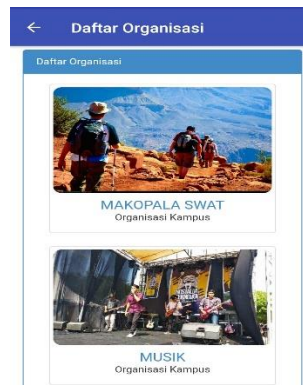 Daftar Organisasi
Daftar Organisasi
MAKOPALA SWAT
Organisasi Kampus
MUSIK
Organisasi Kampus